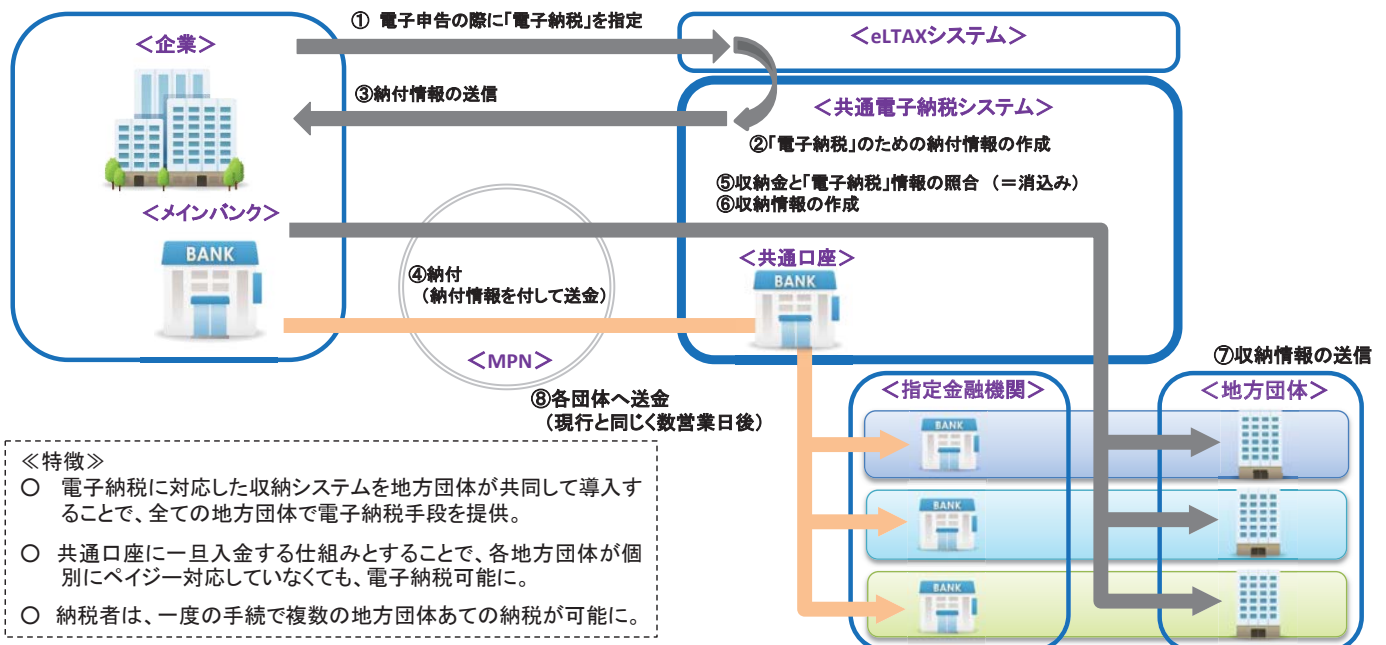 ① 電子申告の際に「電子納税」を指定
＜企業＞
＜eLTAXシステム＞
③納付情報の送信
＜共通電子納税システム＞
②「電子納税」のための納付情報の作成
⑤収納金と「電子納税」情報の照合 （＝消込み）
⑥収納情報の作成
＜メインバンク＞
BANK
④納付
（納付情報を付して送金）
＜MPN＞
＜共通口座＞
BANK
⑦収納情報の送信
⑧各団体へ送金
（現行と同じく数営業日後）
＜指定金融機関＞
＜地方団体＞
BANK
BANK
BANK
≪特徴≫
○ 電子納税に対応した収納システムを地方団体が共同して導入す
ることで、全ての地方団体で電子納税手段を提供。
○ 共通口座に一旦入金する仕組みとすることで、各地方団体が個
別にペイジー対応していなくても、電子納税可能に。
○ 納税者は、一度の手続で複数の地方団体あての納税が可能に。